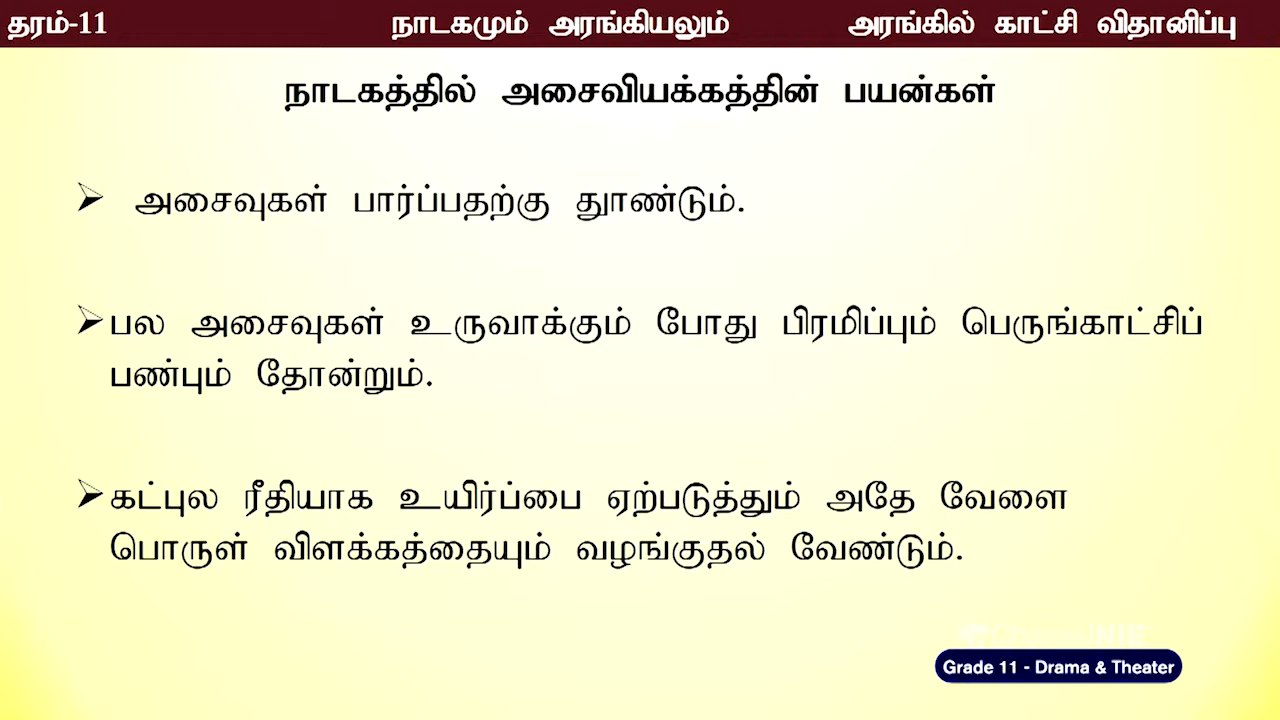 தரம்-11 நாடகமும் அரங்கியலும் அரங்கில் காட்சி விதானிப்பு
நாடகத்தில் அசைவியக்கத்தின் பயன்கள்
➢ அசைவுகள் பார்ப்பதற்கு தூண்டும்.
➢ பல அசைவுகள் உருவாக்கும் போது பிரமிப்பும் பெருங்காட்சிப்
பண்பும் தோன்றும்.
➢ கட்புல ரீதியாக உயிர்ப்பை ஏற்படுத்தும் அதே வேளை
பொருள் விளக்கத்தையும் வழங்குதல் வேண்டும்.
NIE
Grade 11 - Drama & Theater